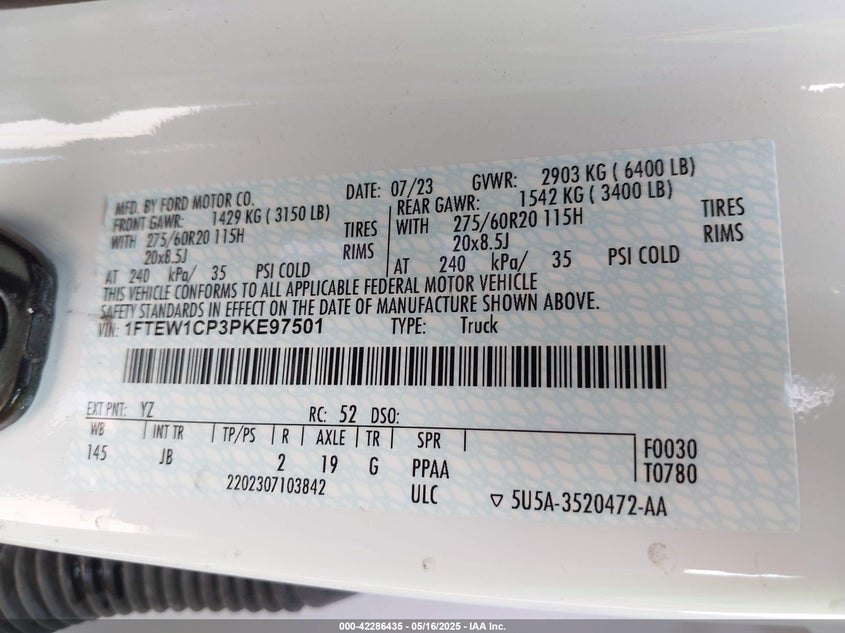 MFD. BY FORD MOTOR CO. DATE: 07/23 GVWR: 2903 KG ( 6400 LB)
FRONT GAWR: 1429 KG ( 3150 LB) REAR GAWR: 1542 KG ( 3400 LB)
WITH 275/60R20 115H TIRES WITH 275/60R20 115H TIRES
20x8.5J RIMS 20x8.5J RIMS
AT 240 kPa/ 35 PSI COLD AT 240 kPa/ 35 PSI COLD
THIS VEHICLE CONFORMS TO ALL APPLICABLE FEDERAL MOTOR VEHICLE
SAFETY STANDARDS IN EFFECT ON THE DATE OF MANUFACTURE SHOWN ABOVE.
VIN: 1FTEW1CP3PKE97501 TYPE: Truck
EXT PNT: YZ RC: 52 DSO:
WB INT TR TP/PS R AXLE TR SPR F0030
145 JB 2 19 G PPAA T0780
2202307103842 ULC ▽ 5U5A-3520472-AA
000-42286435 - 05/16/2025 - IAA Inc.